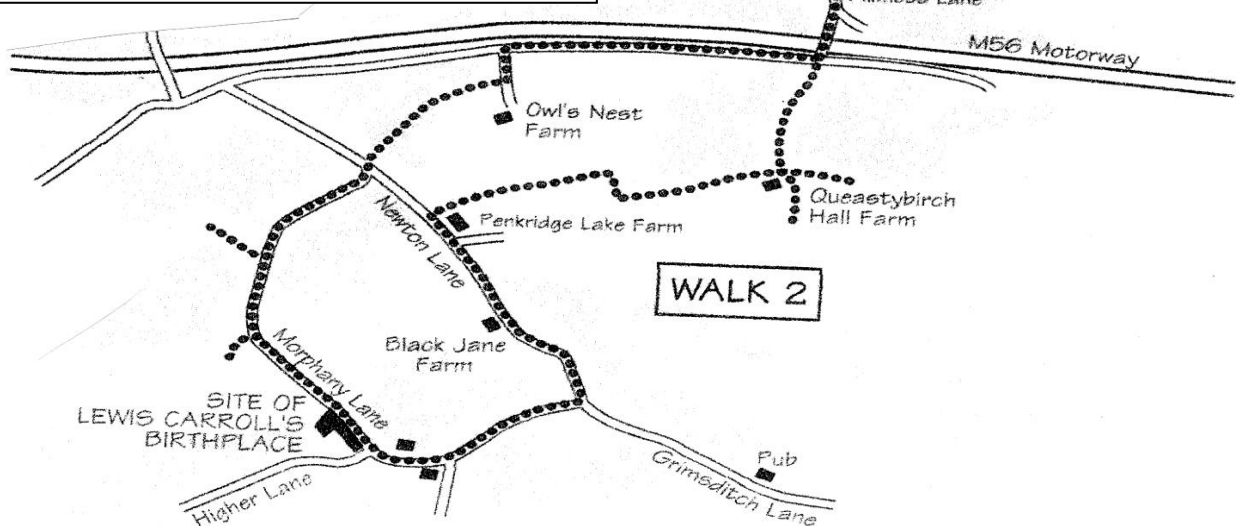 Lane
M56 Motorway
Owl's Nest
Farm
Queastybirch
Hall Farm
Newton Lane
Penkridge Lake Farm
WALK 2
Black Jane
Farm
Morphany Lane
SITE OF
LEWIS CARROLL'S
BIRTHPLACE
Higher Lane
Pub
Grimsditch Lane